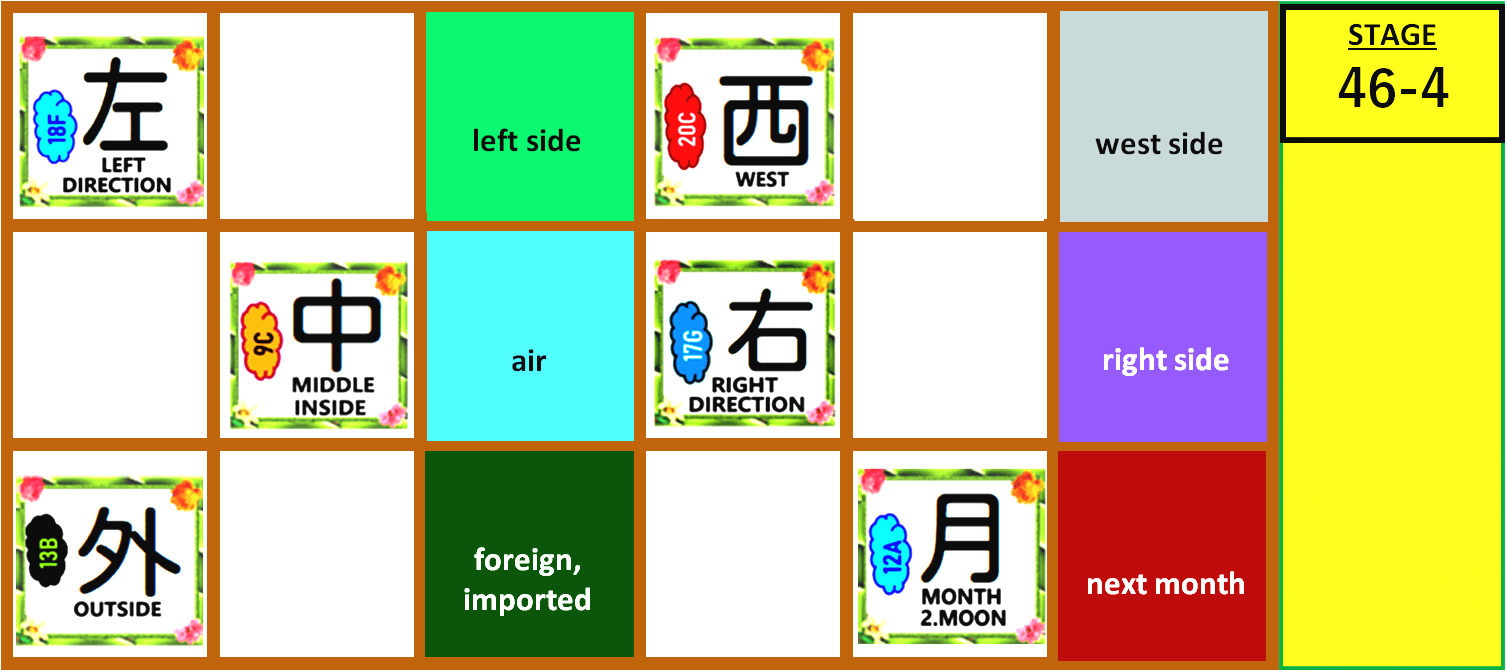 左
18F
LEFT
DIRECTION
left side
西
20C
WEST
west side
STAGE
46-4
中
9C
MIDDLE
INSIDE
air
右
17G
RIGHT
DIRECTION
right side
外
13B
OUTSIDE
foreign,
imported
月
12A
MONTH
2.MOON
next month